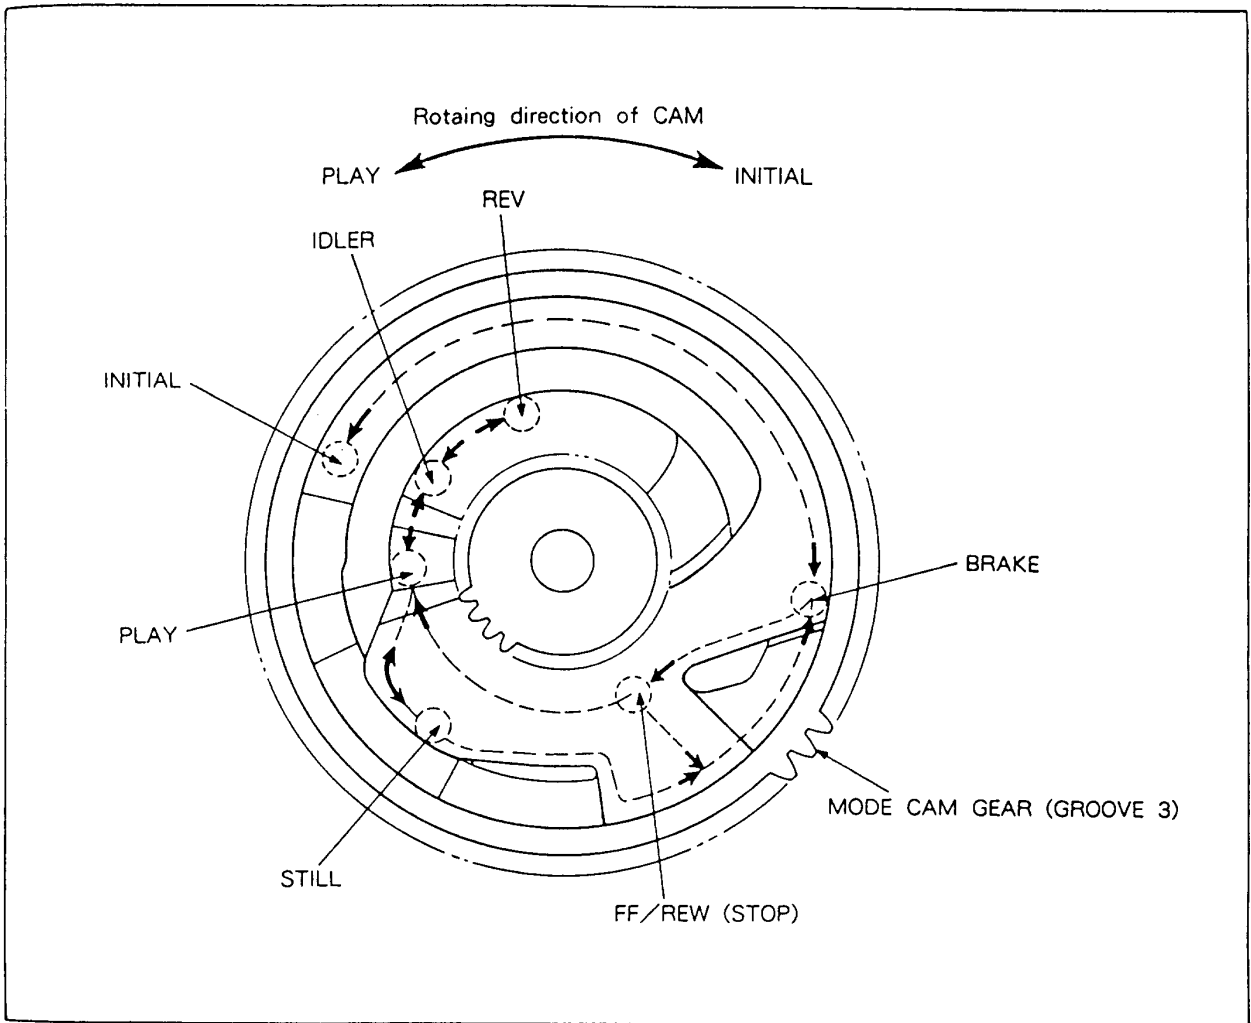 Rotaing direction of CAM
PLAY
INITIAL
REV
IDLER
INITIAL
BRAKE
PLAY
MODE CAM GEAR (GROOVE 3)
STILL
FF/REW (STOP)